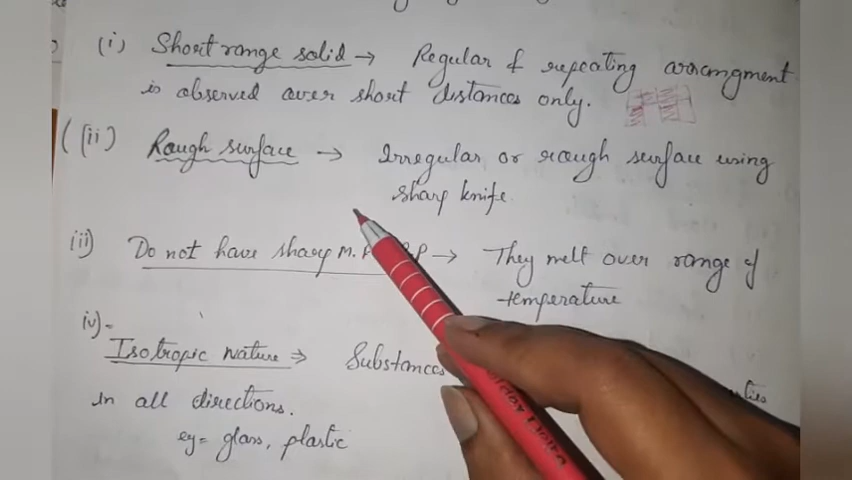 (i) Short range solid → Regular & repeating arrangment
is observed over short distances only.
(ii) Rough surface → Irregular or rough surface using
sharp knife.
iii) Do not have sharp M. P → They melt over range of
temperature
iv) - Isotropic nature ⇒ Substances
in all directions.
eg = glass, plastic